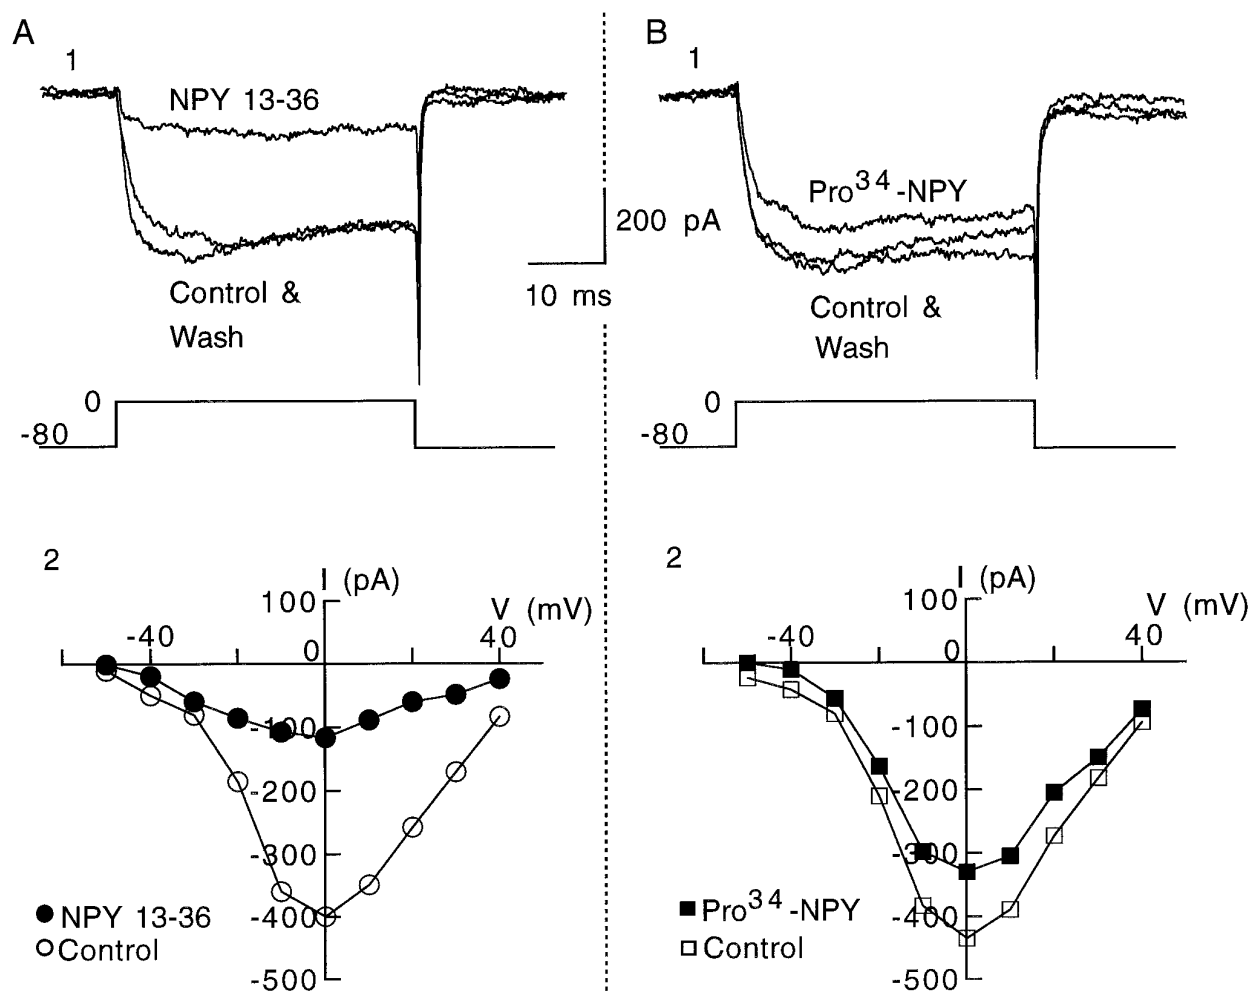 A
1
NPY 13-36
Control &
Wash
0
-80
200 pA
10 ms
B
1
Pro34-NPY
Control &
Wash
0
-80
2
I (pA)
V (mV)
100
-40
0
40
-100
-200
-300
-400
-500
NPY 13-36
Control
2
I (pA)
V (mV)
100
-40
0
40
-100
-200
-300
-400
-500
Pro34-NPY
Control